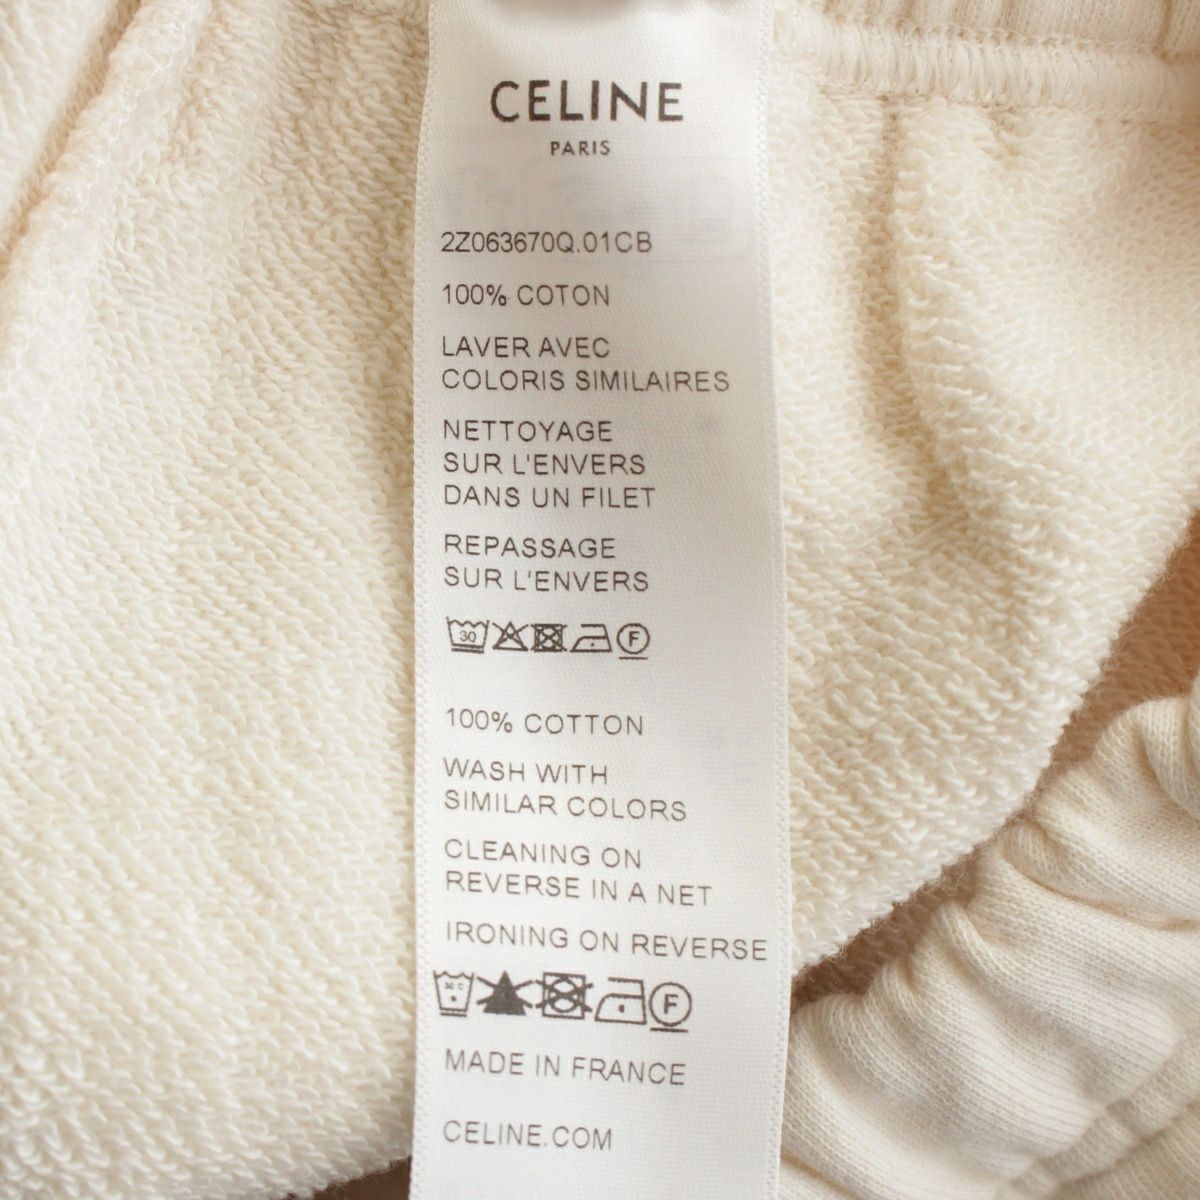 CELINE
PARIS
2Z063670Q.01CB
100% COTON
LAVER AVEC
COLORIS SIMILAIRES
NETTOYAGE
SUR L'ENVERS
DANS UN FILET
REPASSAGE
SUR L'ENVERS
30 F
100% COTTON
WASH WITH
SIMILAR COLORS
CLEANING ON
REVERSE IN A NET
IRONING ON REVERSE
30 C F
MADE IN FRANCE
CELINE.COM